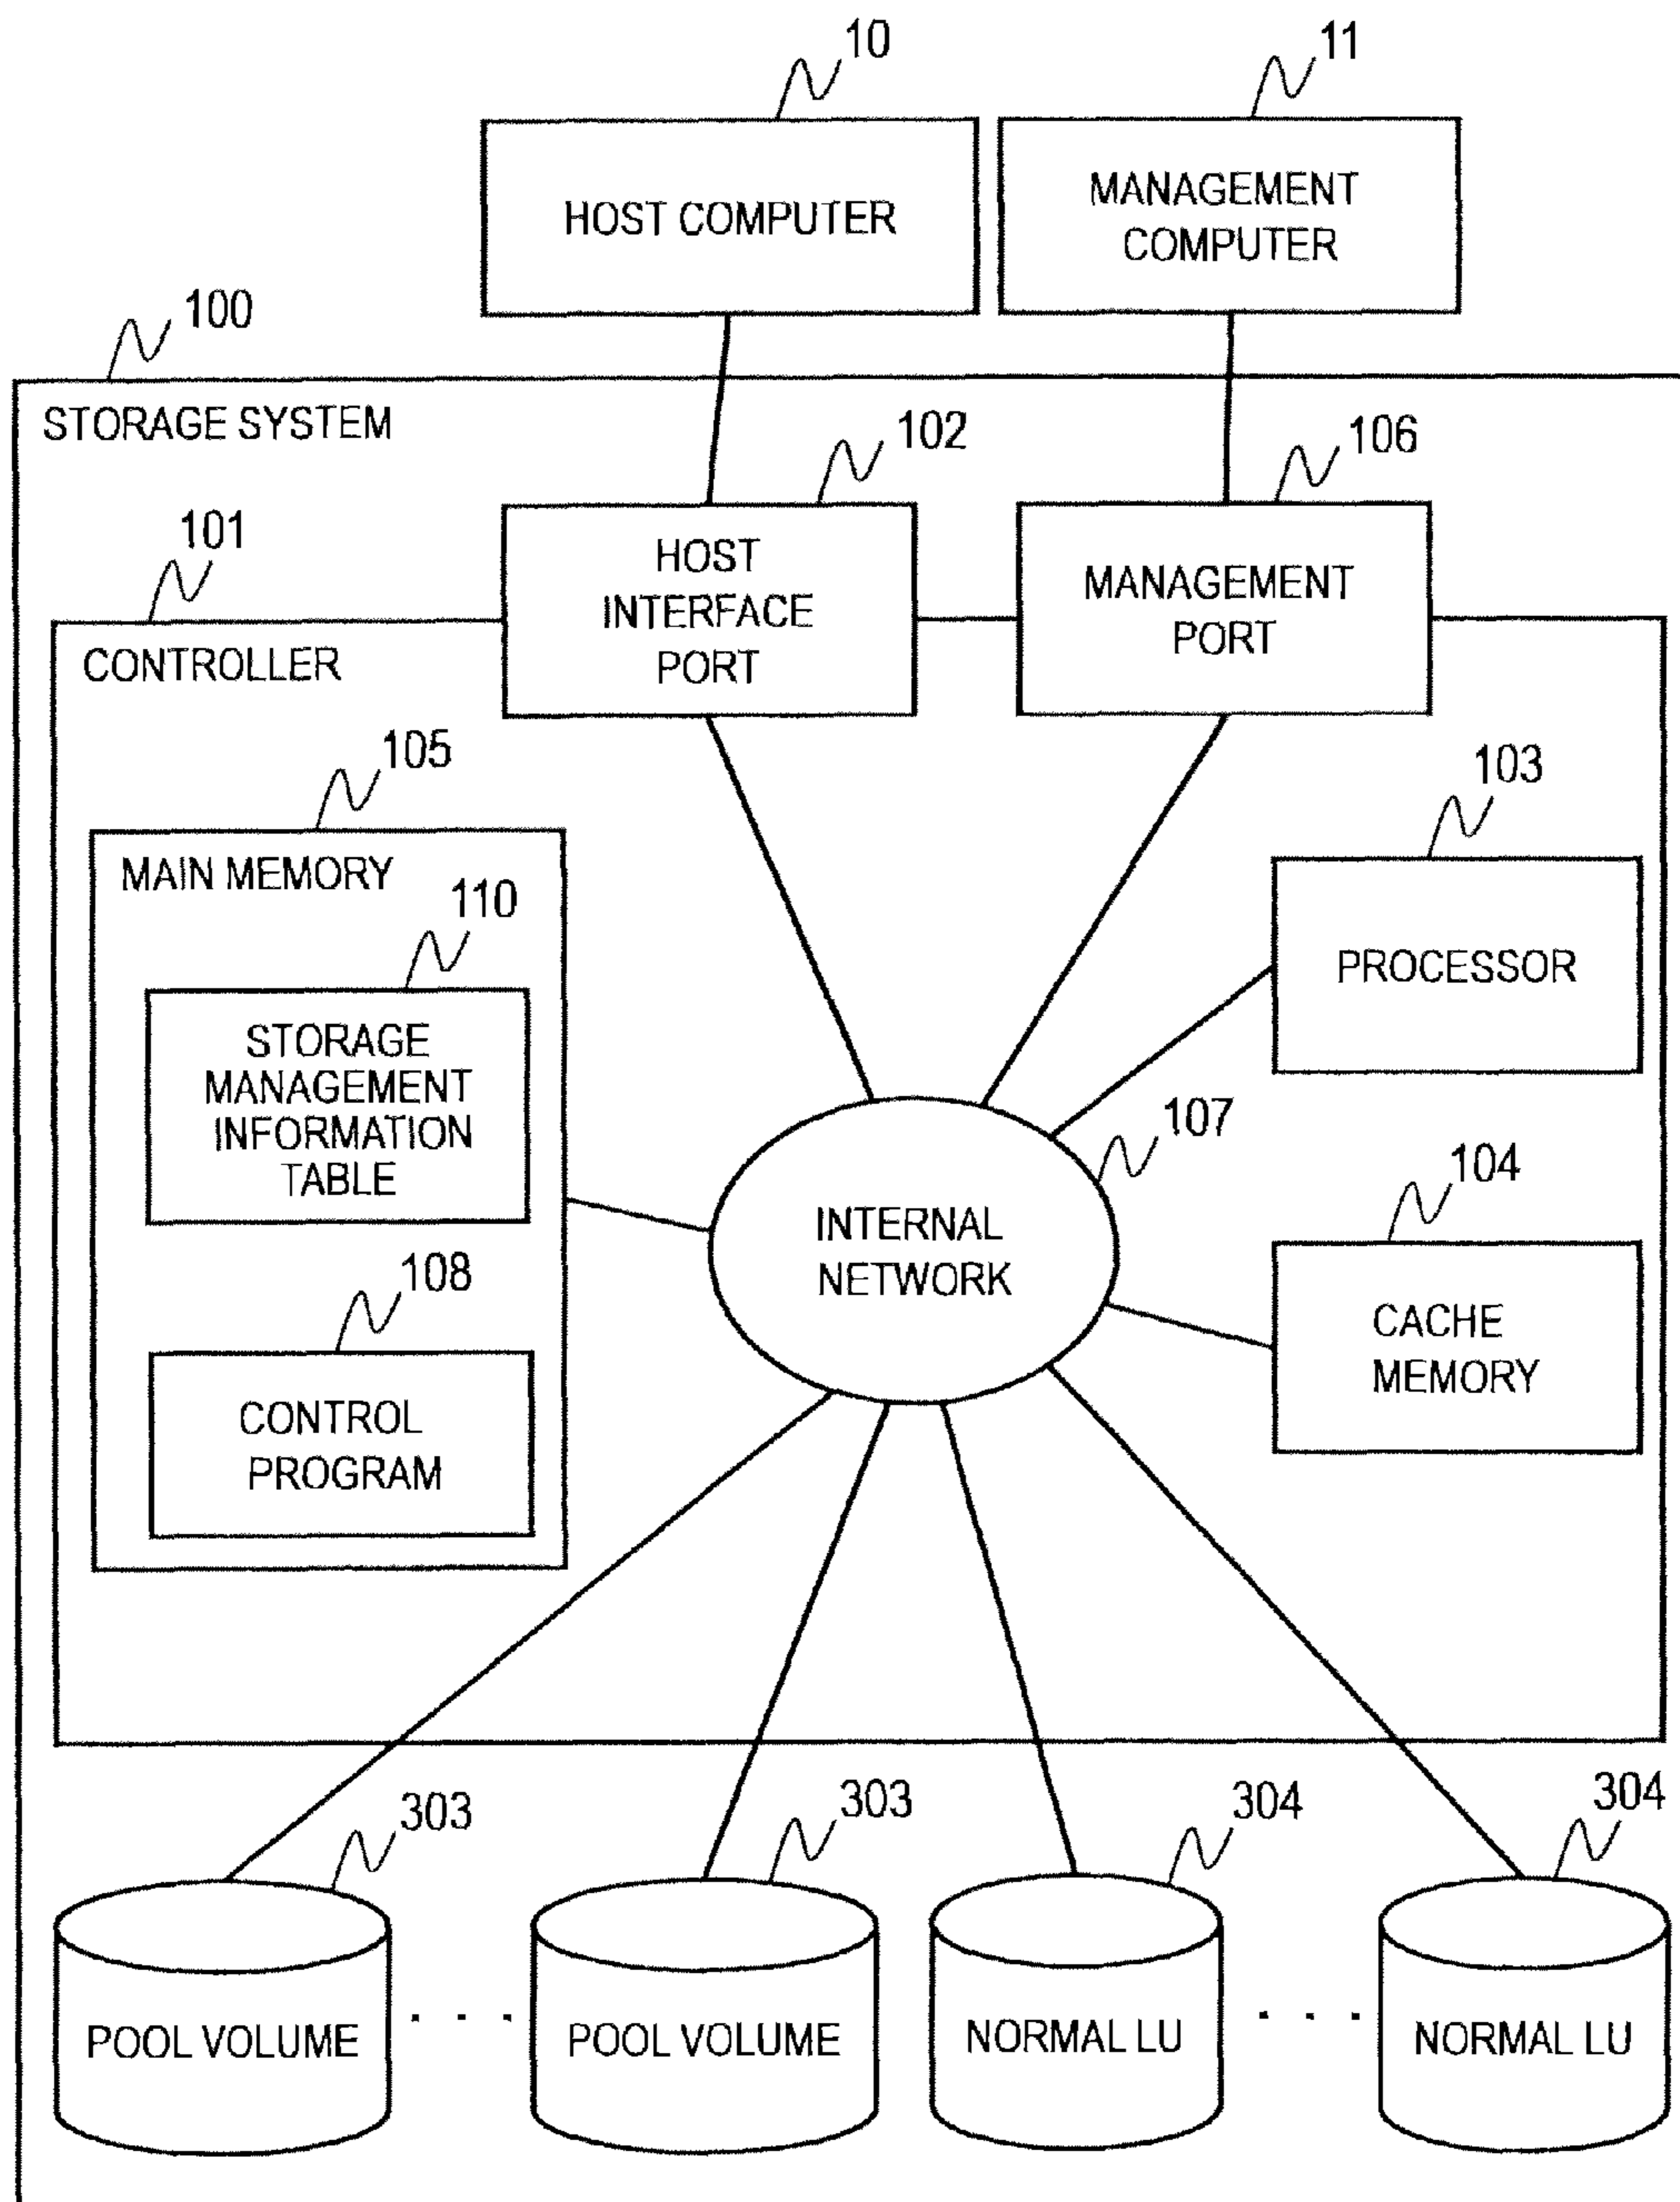 10
11
HOST COMPUTER
MANAGEMENT
COMPUTER
100
STORAGE SYSTEM
102
106
101
HOST
INTERFACE
PORT
MANAGEMENT
PORT
CONTROLLER
105
103
MAIN MEMORY
110
PROCESSOR
STORAGE
MANAGEMENT
INFORMATION
TABLE
107
104
INTERNAL
NETWORK
108
CACHE
MEMORY
CONTROL
PROGRAM
303
303
304
304
POOL VOLUME
. . .
POOL VOLUME
NORMAL LU
. . .
NORMAL LU